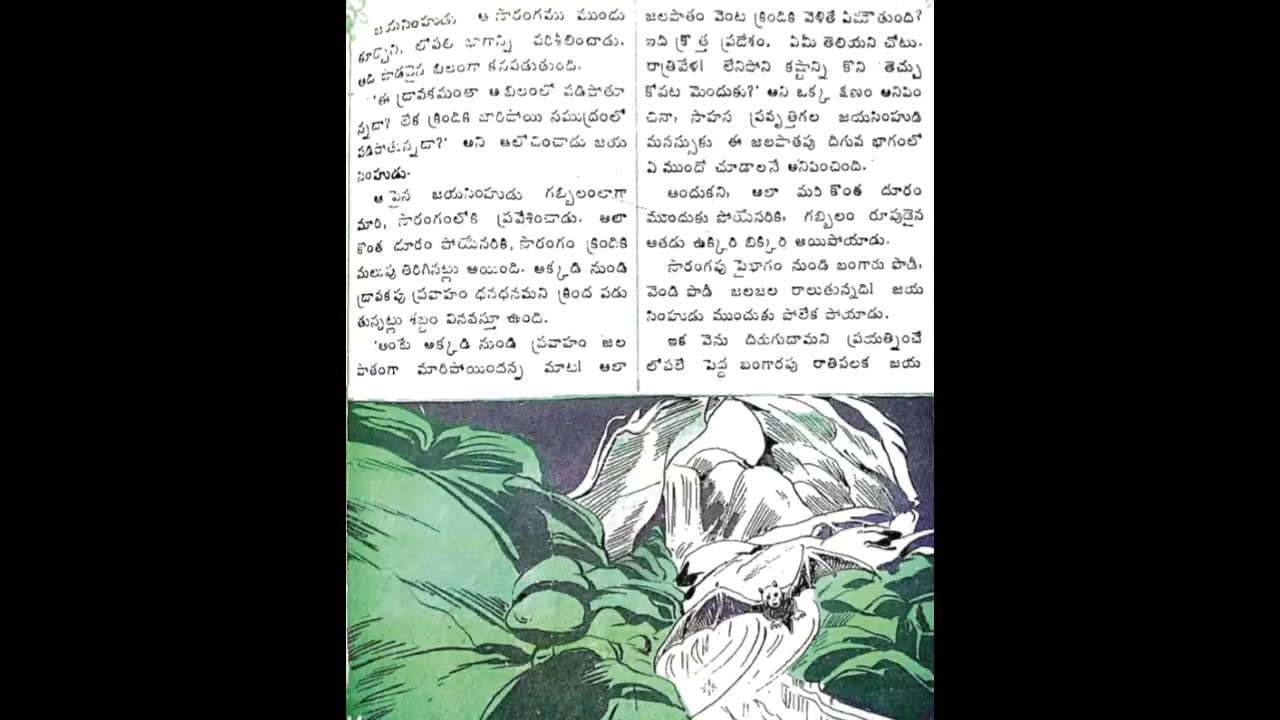 జయసింహుడు ఆ సొరంగము ముందు
కూర్చుని, లోపలి భాగాన్ని పరిశీలించాడు.
అది పొడవైన బిలంగా కనపడుతుంది.
'ఈ ద్రావకమంతా ఆ బిలంలో పడిపోతూ
న్నదా? లేక క్రిందికి జారిపోయి సముద్రంలో
పడిపోతున్నదా?' అని ఆలోచించాడు జయ
సింహుడు.
ఆ పైన జయసింహుడు గబ్బిలంలాగా
మారి, సొరంగంలోకి ప్రవేశించాడు. అలా
కొంత దూరం పోయేసరికి, సొరంగం క్రిందికి
మలుపు తిరిగినట్లు అయింది. అక్కడి నుండి
ద్రావకపు ప్రవాహం ధనధనమని క్రింద పడు
తున్నట్లు శబ్దం వినవస్తూ ఉంది.
'అంటే అక్కడి నుండి ప్రవాహం జల
పాతంగా మారిపోయిందన్న మాట! అలా
జలపాతం వెంట క్రిందికి వెళితే ఏమౌతుంది?
ఇది క్రొత్త ప్రదేశం. ఏమీ తెలియని చోటు.
రాత్రివేళ! లేనిపోని కష్టాన్ని కొని తెచ్చు
కోవట మెందుకు?' అని ఒక్క క్షణం అనిపిం
చినా, సాహస ప్రవృత్తిగల జయసింహుడి
మనస్సుకు ఈ జలపాతపు దిగువ భాగంలో
ఏ ముందో చూడాలనే అనిపించింది.
అందుకని, అలా మరి కొంత దూరం
ముందుకు పోయేసరికి, గబ్బిలం రూపుడైన
అతడు ఉక్కిరి బిక్కిరి అయిపోయాడు.
సొరంగపు పైభాగం నుండి బంగారు పొడీ,
వెండి పొడీ జలజల రాలుతున్నది! జయ
సింహుడు ముందుకు పోలేక పోయాడు.
ఇక వెను దిరుగుదామని ప్రయత్నించే
లోపలే పెద్ద బంగారపు రాతిపలక జయ